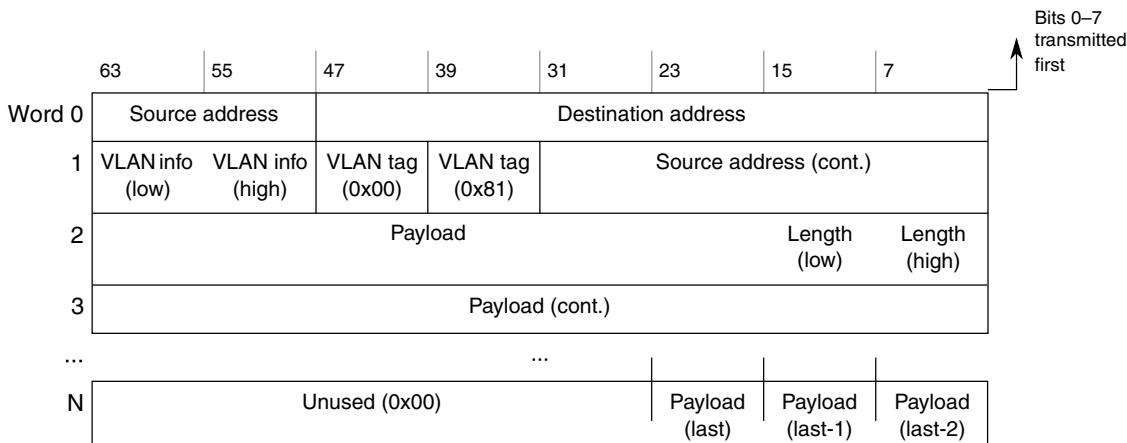 Bits 0–7
transmitted
first
63 55 47 39 31 23 15 7
Word 0 Source address Destination address
1 VLAN info VLAN info VLAN tag VLAN tag Source address (cont.)
(low) (high) (0x00) (0x81)
2 Payload Length Length
(low) (high)
3 Payload (cont.)
... ...
N Unused (0x00) Payload Payload Payload
(last) (last-1) (last-2)